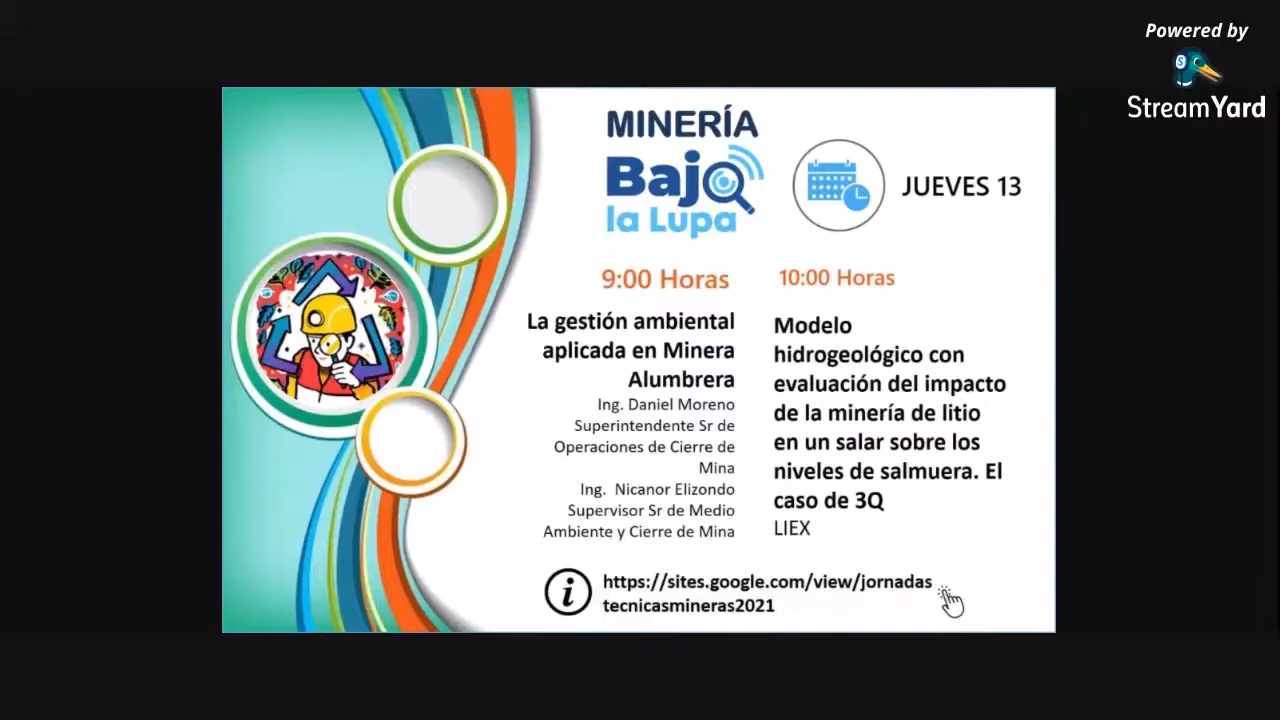 Powered by
StreamYard
MINERÍA
Bajo
la Lupa
JUEVES 13
9:00 Horas
La gestión ambiental
aplicada en Minera
Alumbrera
Ing. Daniel Moreno
Superintendente Sr de
Operaciones de Cierre de
Mina
Ing. Nicanor Elizondo
Supervisor Sr de Medio
Ambiente y Cierre de Mina
10:00 Horas
Modelo
hidrogeológico con
evaluación del impacto
de la minería de litio
en un salar sobre los
niveles de salmuera. El
caso de 3Q
LIEX
i
https://sites.google.com/view/jornadas
tecnicasmineras2021